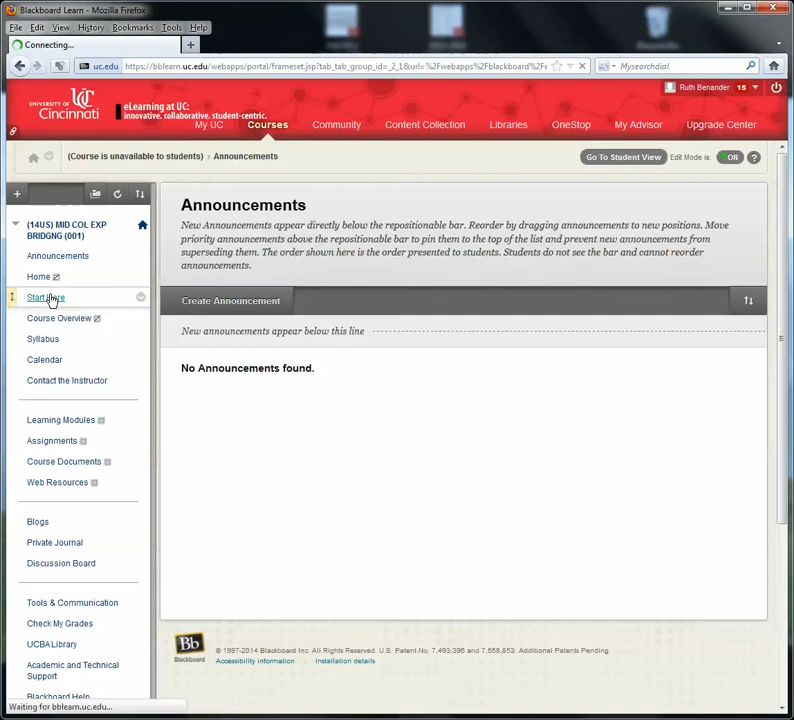 Blackboard Learn - Mozilla Firefox
File Edit View History Bookmarks Tools Help
Connecting...
uc.edu https://bblearn.uc.edu/webapps/portal/frameset.jsp?tab_tab_group_id=_2_1&url=%2Fwebapps%2Fblackboard%2Fe Mysearchdial
UNIVERSITY OF
Cincinnati
eLearning at UC:
innovative. collaborative. student-centric.
Ruth Benander 15
My UC Courses Community Content Collection Libraries OneStop My Advisor Upgrade Center
(Course is unavailable to students) > Announcements
Go To Student View Edit Mode is: ON ?
(14US) MID COL EXP
BRIDGNG (001)
Announcements
Home
Start Here
Course Overview
Syllabus
Calendar
Contact the Instructor
Learning Modules
Assignments
Course Documents
Web Resources
Blogs
Private Journal
Discussion Board
Tools & Communication
Check My Grades
UCBA Library
Academic and Technical
Support
Blackboard Help
Announcements
New Announcements appear directly below the repositionable bar. Reorder by dragging announcements to new positions. Move
priority announcements above the repositionable bar to pin them to the top of the list and prevent new announcements from
superseding them. The order shown here is the order presented to students. Students do not see the bar and cannot reorder
announcements.
Create Announcement
New announcements appear below this line
No Announcements found.
Bb
Blackboard
© 1997-2014 Blackboard Inc. All Rights Reserved. U.S. Patent No. 7,493,396 and 7,558,853. Additional Patents Pending.
Accessibility information Installation details
Waiting for bblearn.uc.edu...